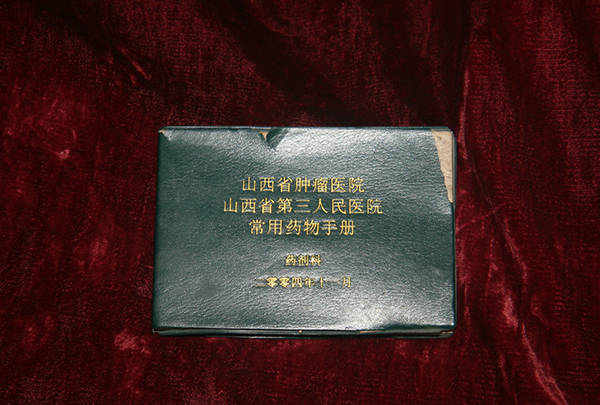 山西省肿瘤医院
山西省第三人民医院
常用药物手册
药剂科
二零零四年十一月